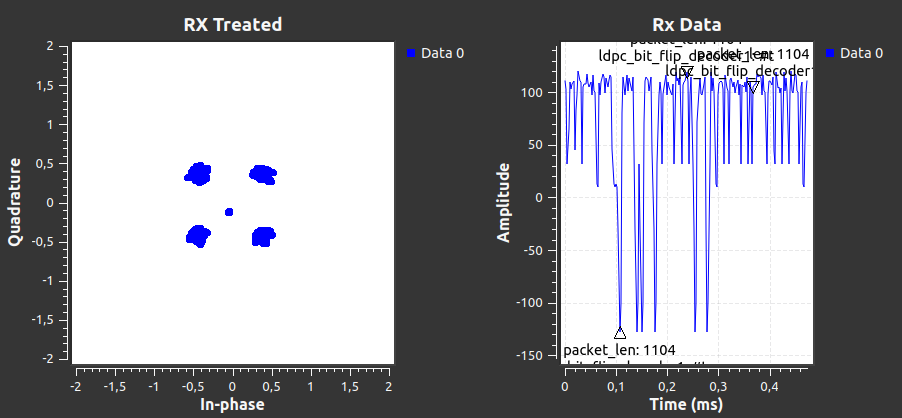 RX Treated
Data 0
Quadrature
2
1,5
1
0,5
0
-0,5
-1
-1,5
-2
-2
-1,5
-1
-0,5
0
0,5
1
1,5
2
In-phase
Rx Data
Data 0
Amplitude
100
50
0
-50
-100
-150
packet_len: 1104
packet_len: 1104
0
0,1
0,2
0,3
0,4
Time (ms)